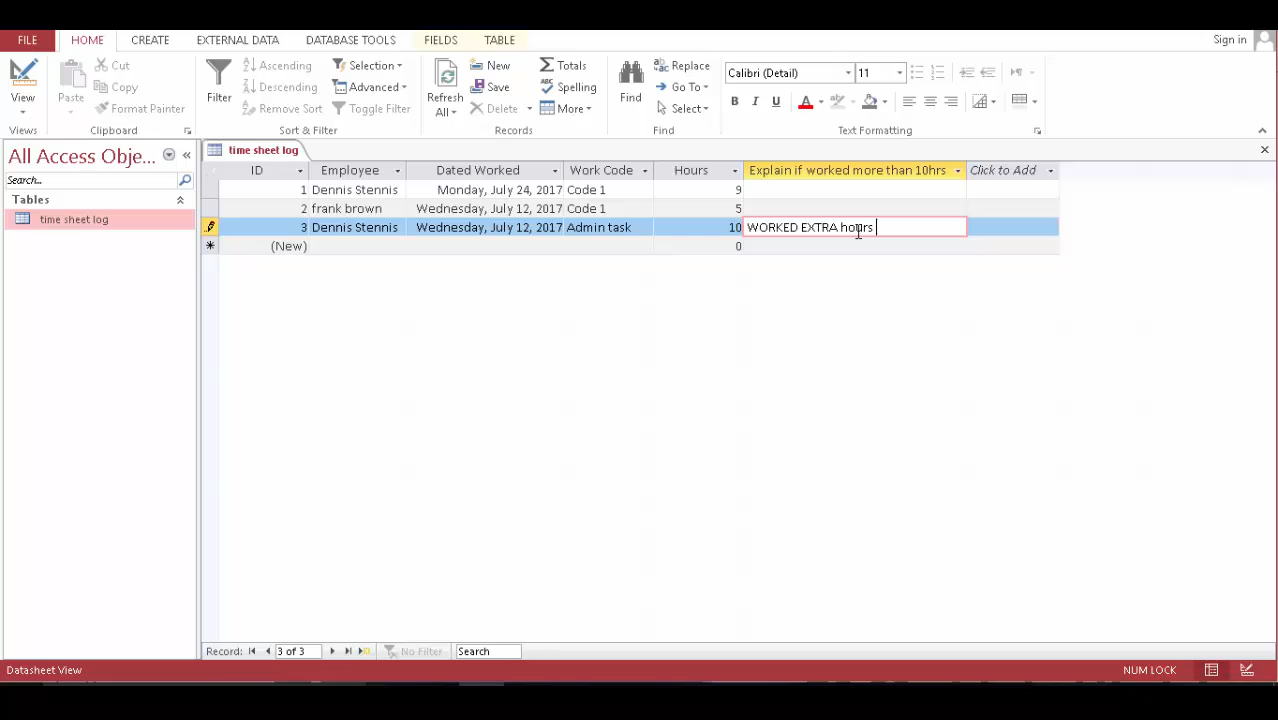 FILE HOME CREATE EXTERNAL DATA DATABASE TOOLS FIELDS TABLE Sign in
View
Views
Paste
Cut
Copy
Format Painter
Clipboard
Filter
Ascending
Descending
Remove Sort
Selection
Advanced
Toggle Filter
Sort & Filter
Refresh
All
New
Save
Delete
Totals
Spelling
More
Records
Find
Replace
Go To
Select
Find
Calibri (Detail) 11
B I U A ab
Text Formatting
All Access Obje...
Search...
Tables
time sheet log
time sheet log
ID Employee Dated Worked Work Code Hours Explain if worked more than 10hrs Click to Add
1 Dennis Stennis Monday, July 24, 2017 Code 1 9
2 frank brown Wednesday, July 12, 2017 Code 1 5
3 Dennis Stennis Wednesday, July 12, 2017 Admin task 10 WORKED EXTRA hours
(New) 0
Record: 3 of 3 No Filter Search
Datasheet View NUM LOCK